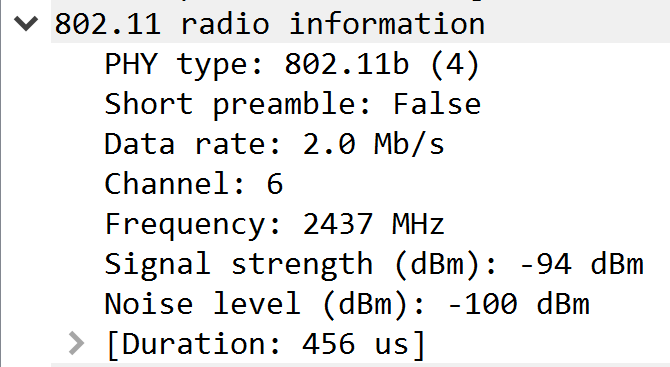 802.11 radio information
PHY type: 802.11b (4)
Short preamble: False
Data rate: 2.0 Mb/s
Channel: 6
Frequency: 2437 MHz
Signal strength (dBm): -94 dBm
Noise level (dBm): -100 dBm
[Duration: 456 us]